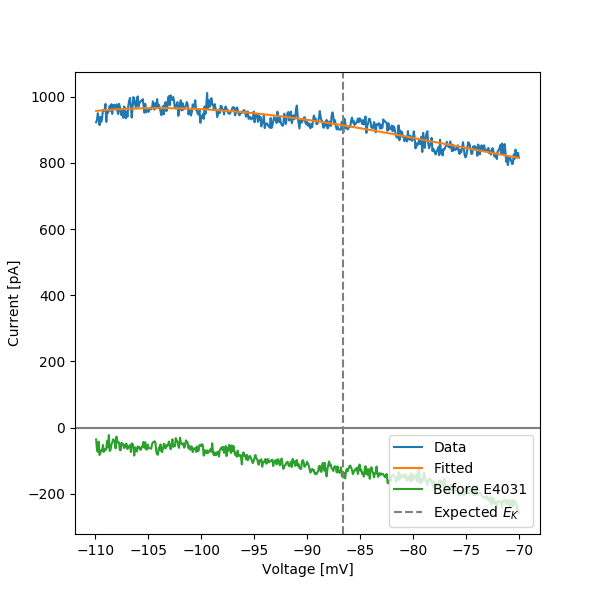 1000
800
600
400
200
0
−200
Current [pA]
−110
−105
−100
−95
−90
−85
−80
−75
−70
Voltage [mV]
Data
Fitted
Before E4031
Expected E_K